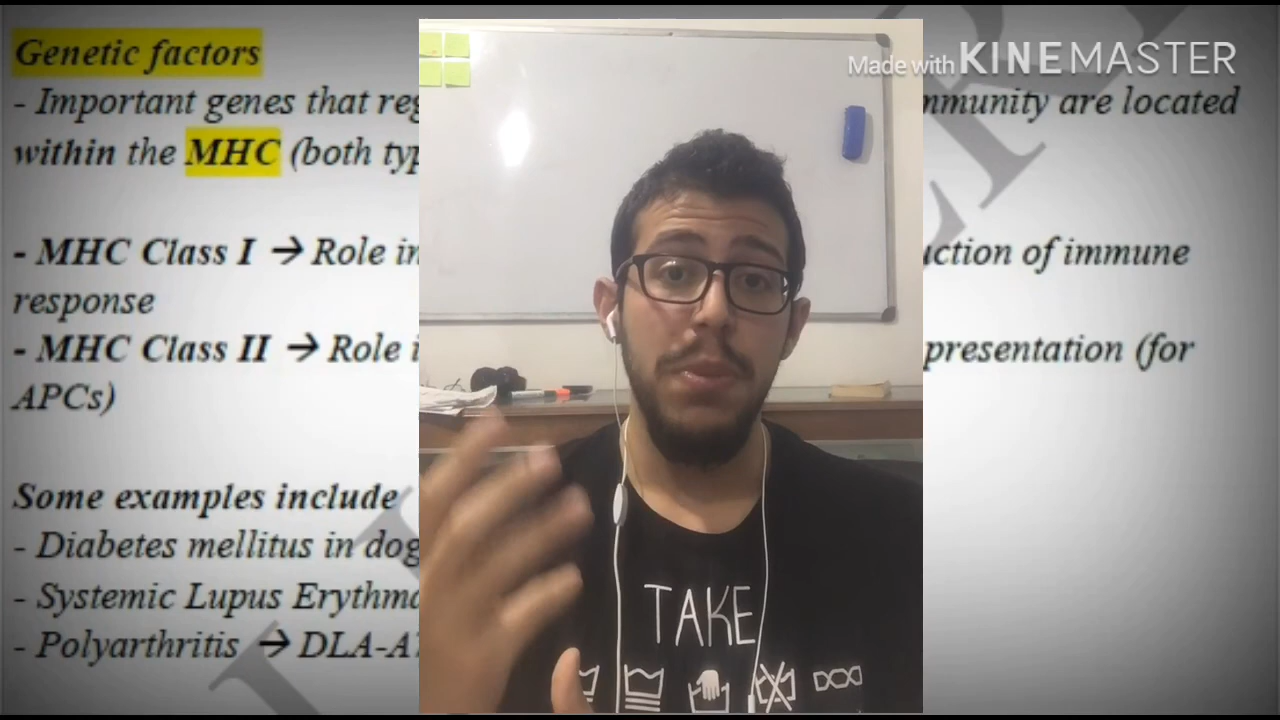 Genetic factors
- Important genes that reg
mmunity are located
within the MHC (both typ
- MHC Class I → Role in
uction of immune
response
- MHC Class II → Role i
presentation (for
APCs)
Some examples include
- Diabetes mellitus in dog
- Systemic Lupus Erythma
- Polyarthritis → DLA-A
Made with KINEMASTER
TAKE